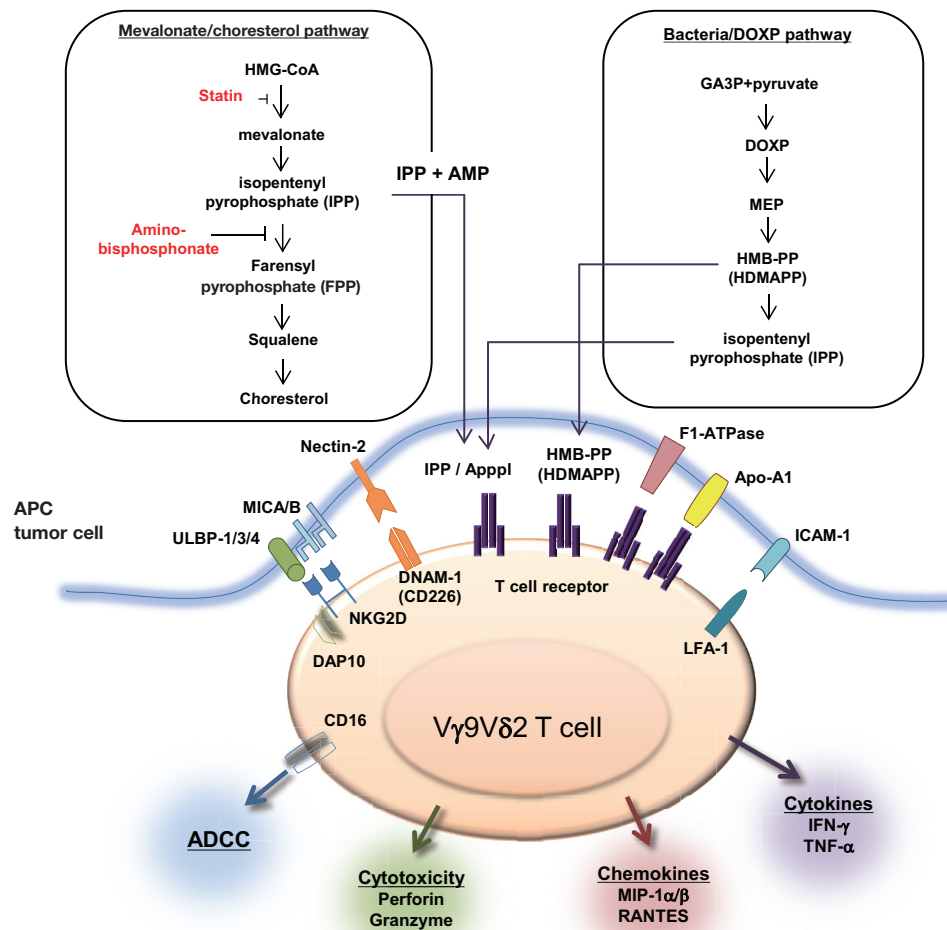 Mevalonate/choresterol pathway
HMG-CoA
Statin
mevalonate
isopentenyl
pyrophosphate (IPP)
Amino-
bisphosphonate
Farensyl
pyrophosphate (FPP)
Squalene
Choresterol
IPP + AMP
Bacteria/DOXP pathway
GA3P+pyruvate
DOXP
MEP
HMB-PP
(HDMAPP)
isopentenyl
pyrophosphate (IPP)
APC
tumor cell
Nectin-2
MICA/B
ULBP-1/3/4
IPP / ApppI
HMB-PP
(HDMAPP)
F1-ATPase
Apo-A1
ICAM-1
DNAM-1
(CD226)
T cell receptor
NKG2D
DAP10
LFA-1
CD16
Vγ9Vδ2 T cell
ADCC
Cytotoxicity
Perforin
Granzyme
Chemokines
MIP-1α/β
RANTES
Cytokines
IFN-γ
TNF-α